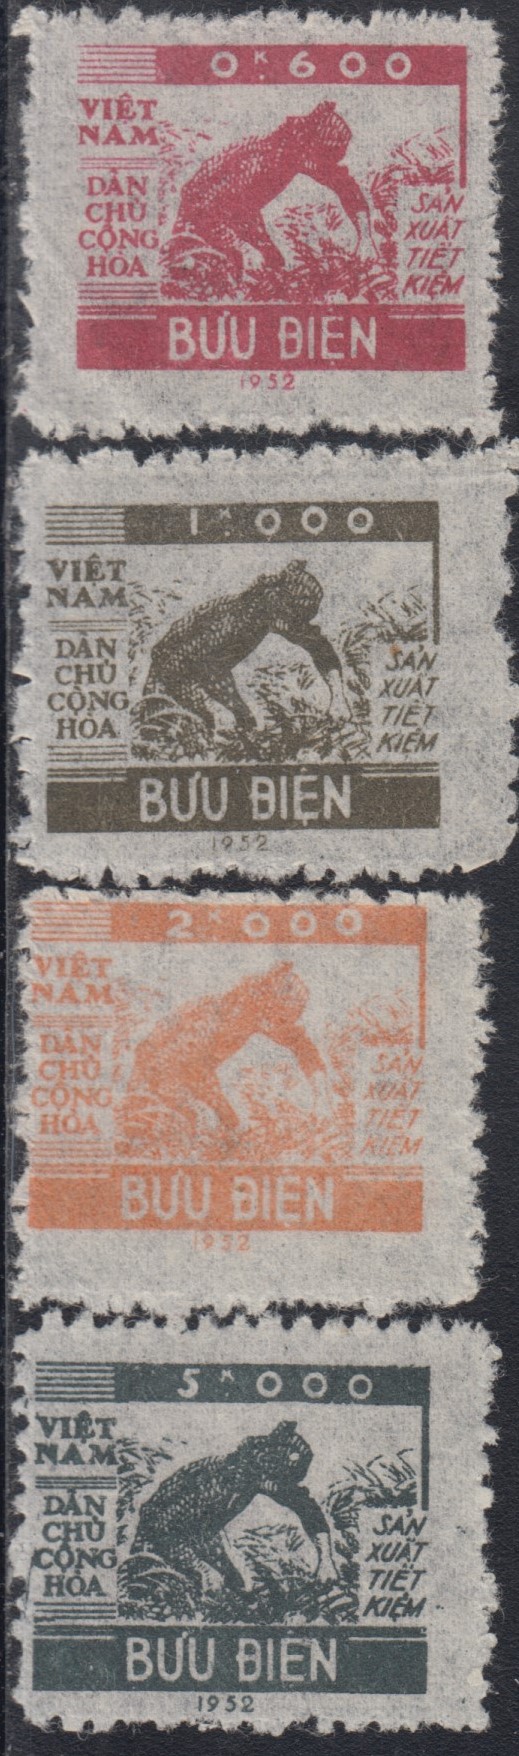 0K600
VIỆT
NAM
DÂN
CHỦ
CỘNG
HÒA
SẢN
XUẤT
TIẾT
KIỆM
BƯU ĐIỆN
1952
1K000
VIỆT
NAM
DÂN
CHỦ
CỘNG
HÒA
SẢN
XUẤT
TIẾT
KIỆM
BƯU ĐIỆN
1952
2K000
VIỆT
NAM
DÂN
CHỦ
CỘNG
HÒA
SẢN
XUẤT
TIẾT
KIỆM
BƯU ĐIỆN
1952
5K000
VIỆT
NAM
DÂN
CHỦ
CỘNG
HÒA
SẢN
XUẤT
TIẾT
KIỆM
BƯU ĐIỆN
1952